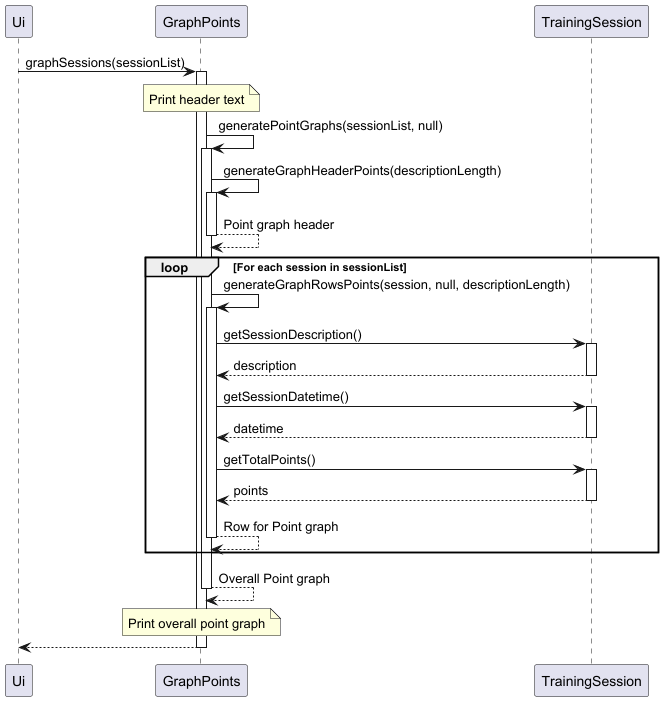 Ui
GraphPoints
TrainingSession
graphSessions(sessionList)
Print header text
generatePointGraphs(sessionList, null)
generateGraphHeaderPoints(descriptionLength)
Point graph header
loop
[For each session in sessionList]
generateGraphRowsPoints(session, null, descriptionLength)
getSessionDescription()
description
getSessionDatetime()
datetime
getTotalPoints()
points
Row for Point graph
Overall Point graph
Print overall point graph
Ui
GraphPoints
TrainingSession